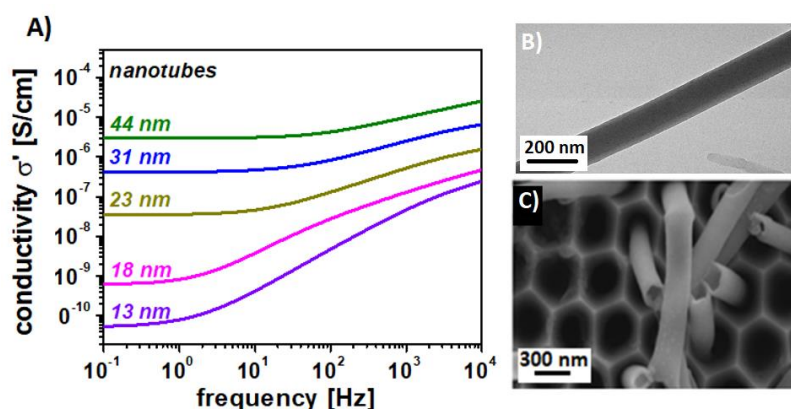 A)
nanotubes
10⁻⁴
10⁻⁵
10⁻⁶
10⁻⁷
10⁻⁸
10⁻⁹
0⁻¹⁰
conductivity σ' [S/cm]
44 nm
31 nm
23 nm
18 nm
13 nm
10⁻¹ 10⁰ 10¹ 10² 10³ 10⁴
frequency [Hz]
B)
200 nm
C)
300 nm